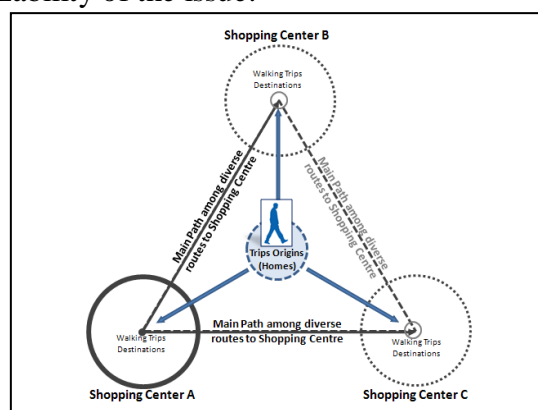 ability of the issue.
Shopping Center B
Walking Trips
Destinations
Main Path among diverse
routes to Shopping Centre
Main Path among diverse
routes to Shopping Centre
Trips Origins
(Homes)
Walking Trips
Destinations
Main Path among diverse
routes to Shopping Centre
Walking Trips
Destinations
Shopping Center A
Shopping Center C